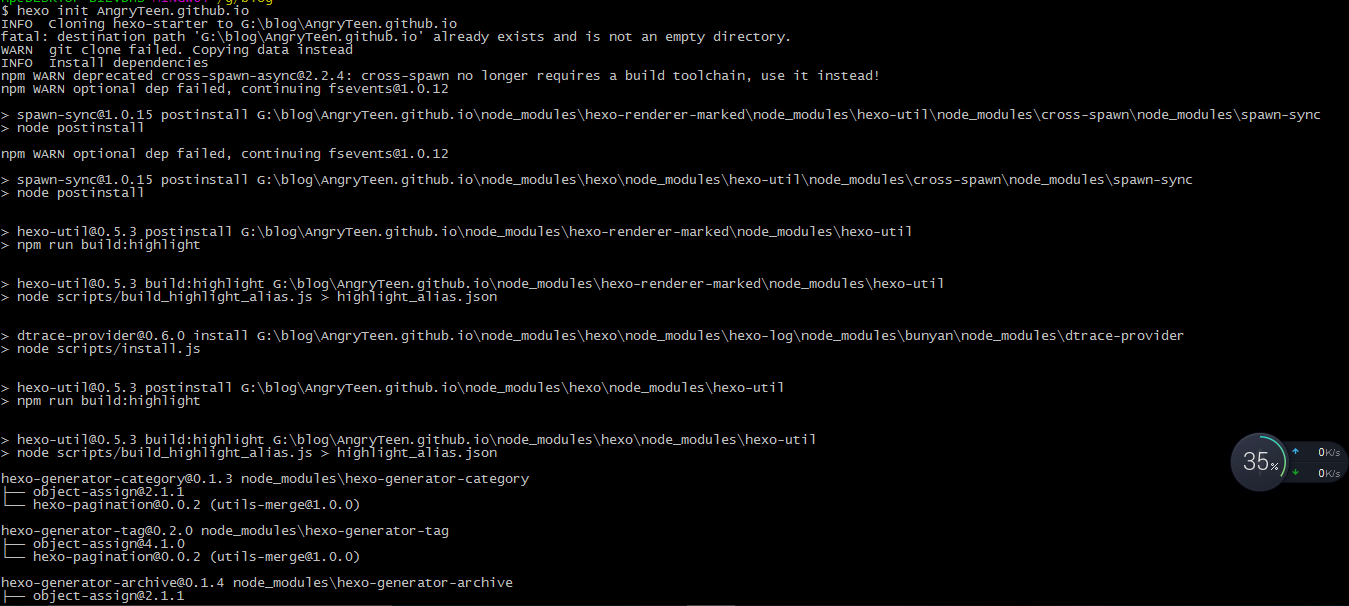 $ hexo init AngryTeen.github.io
INFO  Cloning hexo-starter to G:\blog\AngryTeen.github.io
fatal: destination path 'G:\blog\AngryTeen.github.io' already exists and is not an empty directory.
WARN  git clone failed. Copying data instead
INFO  Install dependencies
npm WARN deprecated cross-spawn-async@2.2.4: cross-spawn no longer requires a build toolchain, use it instead!
npm WARN optional dep failed, continuing fsevents@1.0.12
> spawn-sync@1.0.15 postinstall G:\blog\AngryTeen.github.io\node_modules\hexo-renderer-marked\node_modules\hexo-util\node_modules\cross-spawn\node_modules\spawn-sync
> node postinstall
npm WARN optional dep failed, continuing fsevents@1.0.12
> spawn-sync@1.0.15 postinstall G:\blog\AngryTeen.github.io\node_modules\hexo\node_modules\hexo-util\node_modules\cross-spawn\node_modules\spawn-sync
> node postinstall
> hexo-util@0.5.3 postinstall G:\blog\AngryTeen.github.io\node_modules\hexo-renderer-marked\node_modules\hexo-util
> npm run build:highlight
> hexo-util@0.5.3 build:highlight G:\blog\AngryTeen.github.io\node_modules\hexo-renderer-marked\node_modules\hexo-util
> node scripts/build_highlight_alias.js > highlight_alias.json
> dtrace-provider@0.6.0 install G:\blog\AngryTeen.github.io\node_modules\hexo\node_modules\hexo-log\node_modules\bunyan\node_modules\dtrace-provider
> node scripts/install.js
> hexo-util@0.5.3 postinstall G:\blog\AngryTeen.github.io\node_modules\hexo\node_modules\hexo-util
> npm run build:highlight
> hexo-util@0.5.3 build:highlight G:\blog\AngryTeen.github.io\node_modules\hexo\node_modules\hexo-util
> node scripts/build_highlight_alias.js > highlight_alias.json
35%
0K/s
0K/s
hexo-generator-category@0.1.3 node_modules\hexo-generator-category
├── object-assign@2.1.1
└── hexo-pagination@0.0.2 (utils-merge@1.0.0)
hexo-generator-tag@0.2.0 node_modules\hexo-generator-tag
├── object-assign@4.1.0
└── hexo-pagination@0.0.2 (utils-merge@1.0.0)
hexo-generator-archive@0.1.4 node_modules\hexo-generator-archive
├── object-assign@2.1.1